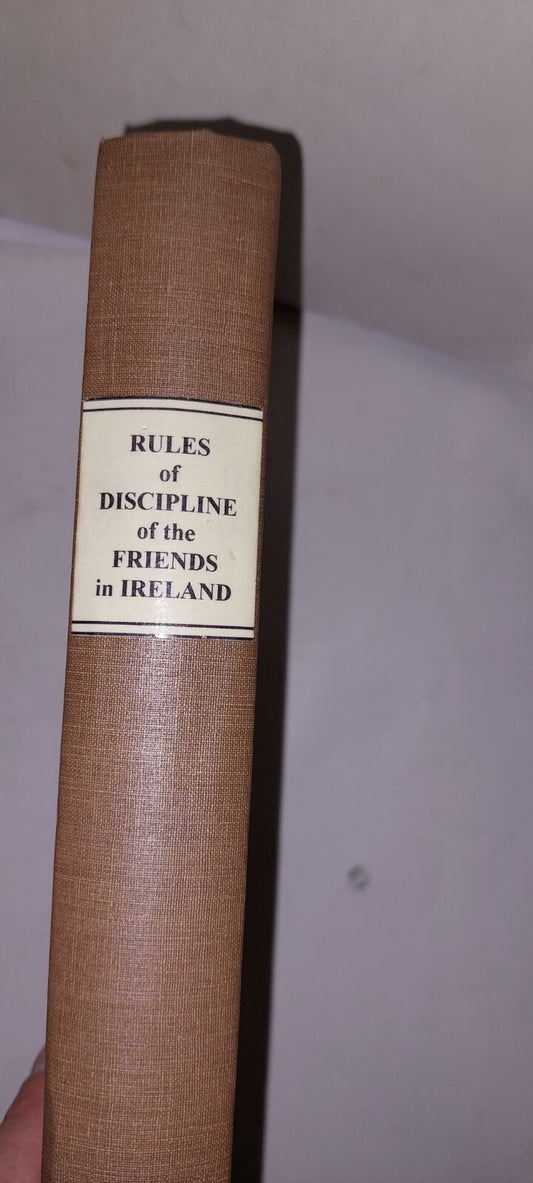 RULES
of
DISCIPLINE
of the
FRIENDS
in IRELAND